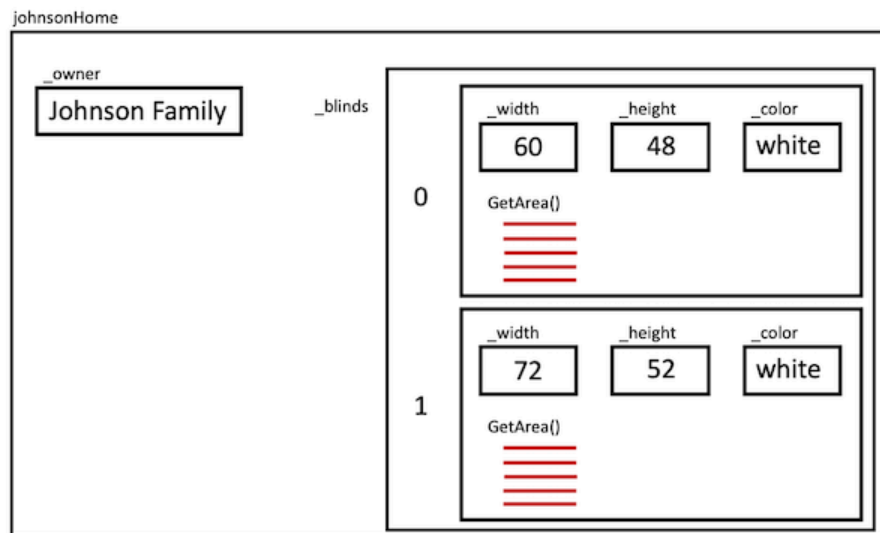 johnsonHome
_owner
Johnson Family
_blinds
0
_width _height _color
60 48 white
GetArea()
1
_width _height _color
72 52 white
GetArea()